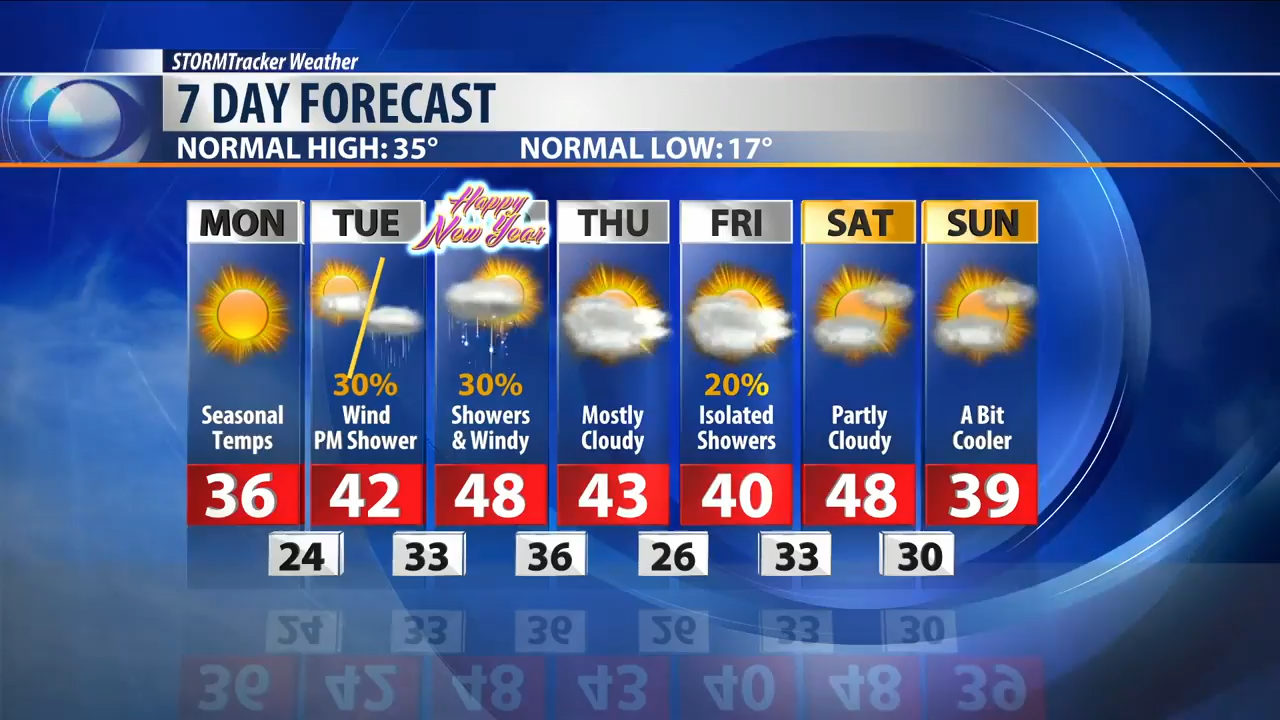 STORMTracker Weather
7 DAY FORECAST
NORMAL HIGH: 35° NORMAL LOW: 17°
MON TUE Happy New Year THU FRI SAT SUN
30% 30% 20%
Seasonal Temps
Wind PM Shower
Showers & Windy
Mostly Cloudy
Isolated Showers
Partly Cloudy
A Bit Cooler
36 42 48 43 40 48 39
24 33 36 26 33 30